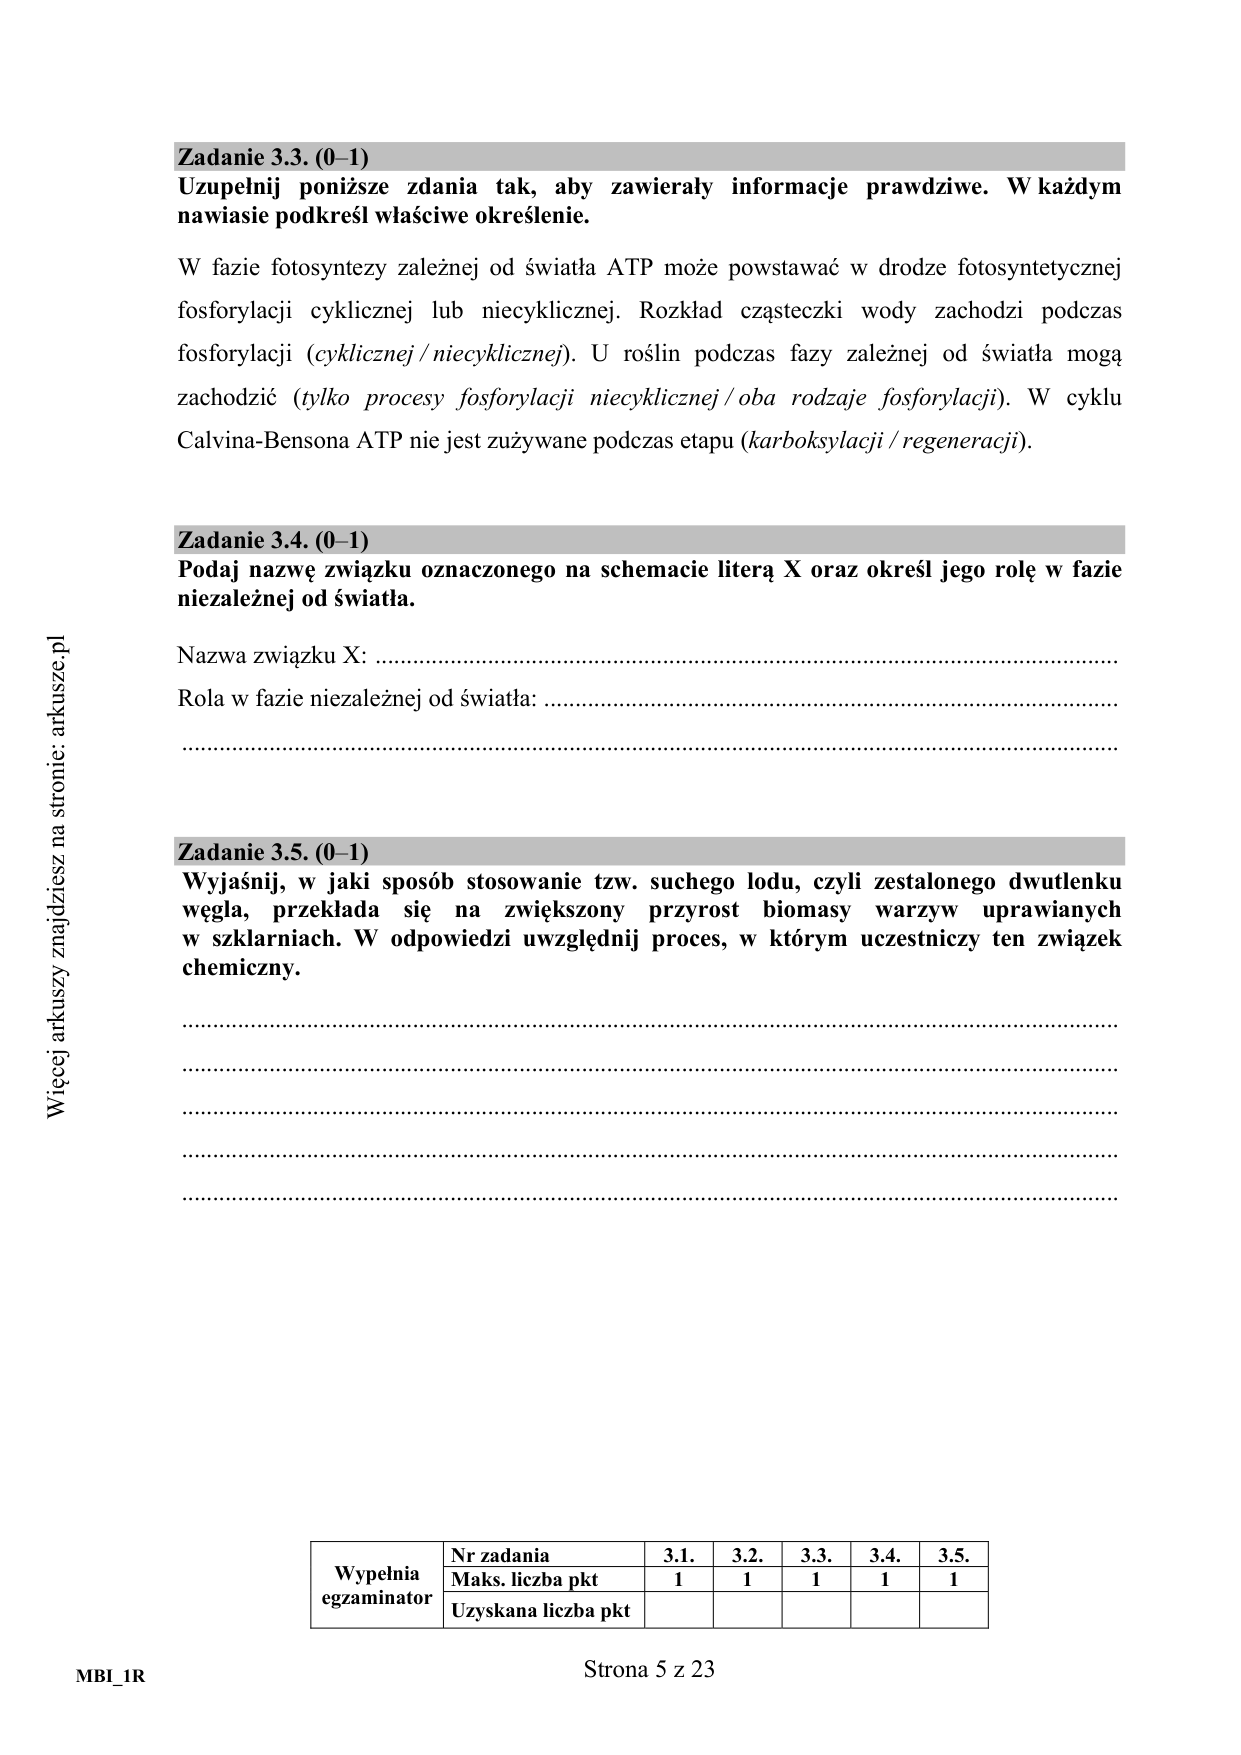 Zadanie 3.3. (0–1)
Uzupełnij poniższe zdania tak, aby zawierały informacje prawdziwe. W każdym
nawiasie podkreśl właściwe określenie.
W fazie fotosyntezy zależnej od światła ATP może powstawać w drodze fotosyntetycznej
fosforylacji cyklicznej lub niecyklicznej. Rozkład cząsteczki wody zachodzi podczas
fosforylacji (cyklicznej / niecyklicznej). U roślin podczas fazy zależnej od światła mogą
zachodzić (tylko procesy fosforylacji niecyklicznej / oba rodzaje fosforylacji). W cyklu
Calvina-Bensona ATP nie jest zużywane podczas etapu (karboksylacji / regeneracji).
Zadanie 3.4. (0–1)
Podaj nazwę związku oznaczonego na schemacie literą X oraz określ jego rolę w fazie
niezależnej od światła.
Nazwa związku X: ........................................................................................................................
Rola w fazie niezależnej od światła: ............................................................................................
......................................................................................................................................................
Zadanie 3.5. (0–1)
Wyjaśnij, w jaki sposób stosowanie tzw. suchego lodu, czyli zestalonego dwutlenku
węgla, przekłada się na zwiększony przyrost biomasy warzyw uprawianych
w szklarniach. W odpowiedzi uwzględnij proces, w którym uczestniczy ten związek
chemiczny.
......................................................................................................................................................
......................................................................................................................................................
......................................................................................................................................................
......................................................................................................................................................
......................................................................................................................................................
Więcej arkuszy znajdziesz na stronie: arkusze.pl
Wypełnia egzaminator
Nr zadania 3.1. 3.2. 3.3. 3.4. 3.5.
Maks. liczba pkt 1 1 1 1 1
Uzyskana liczba pkt
MBI_1R
Strona 5 z 23